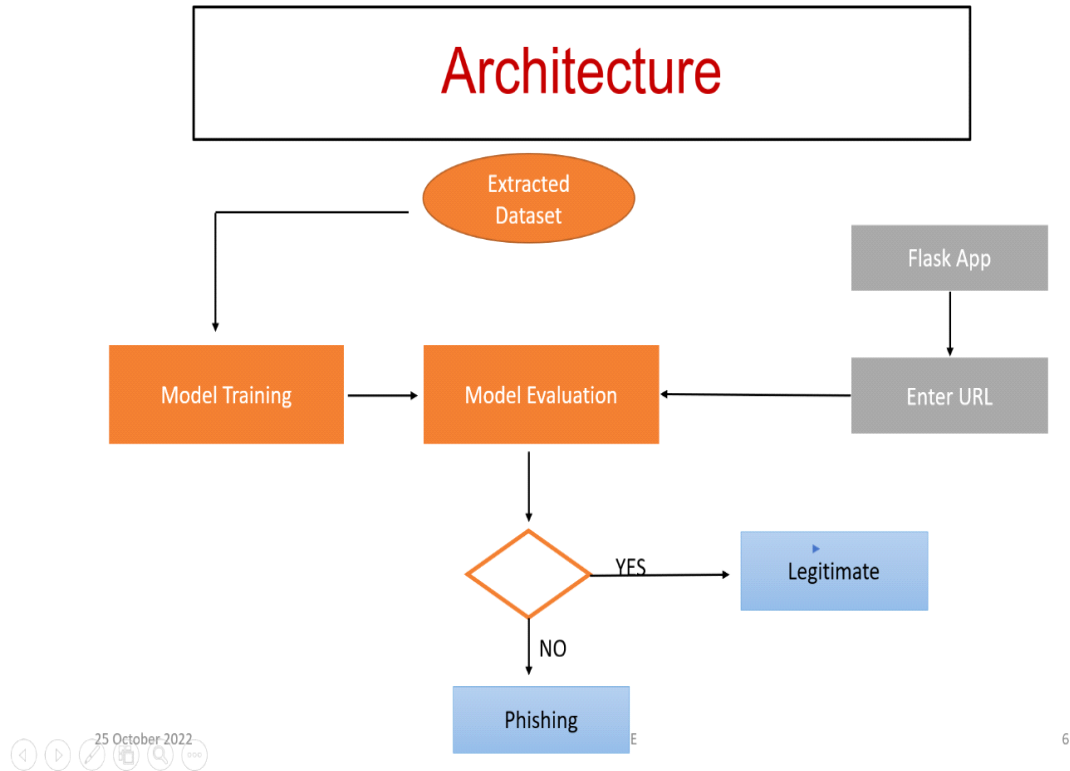 Architecture
Extracted
Dataset
Flask App
Model Training
Model Evaluation
Enter URL
YES
Legitimate
NO
Phishing
25 October 2022
E
6